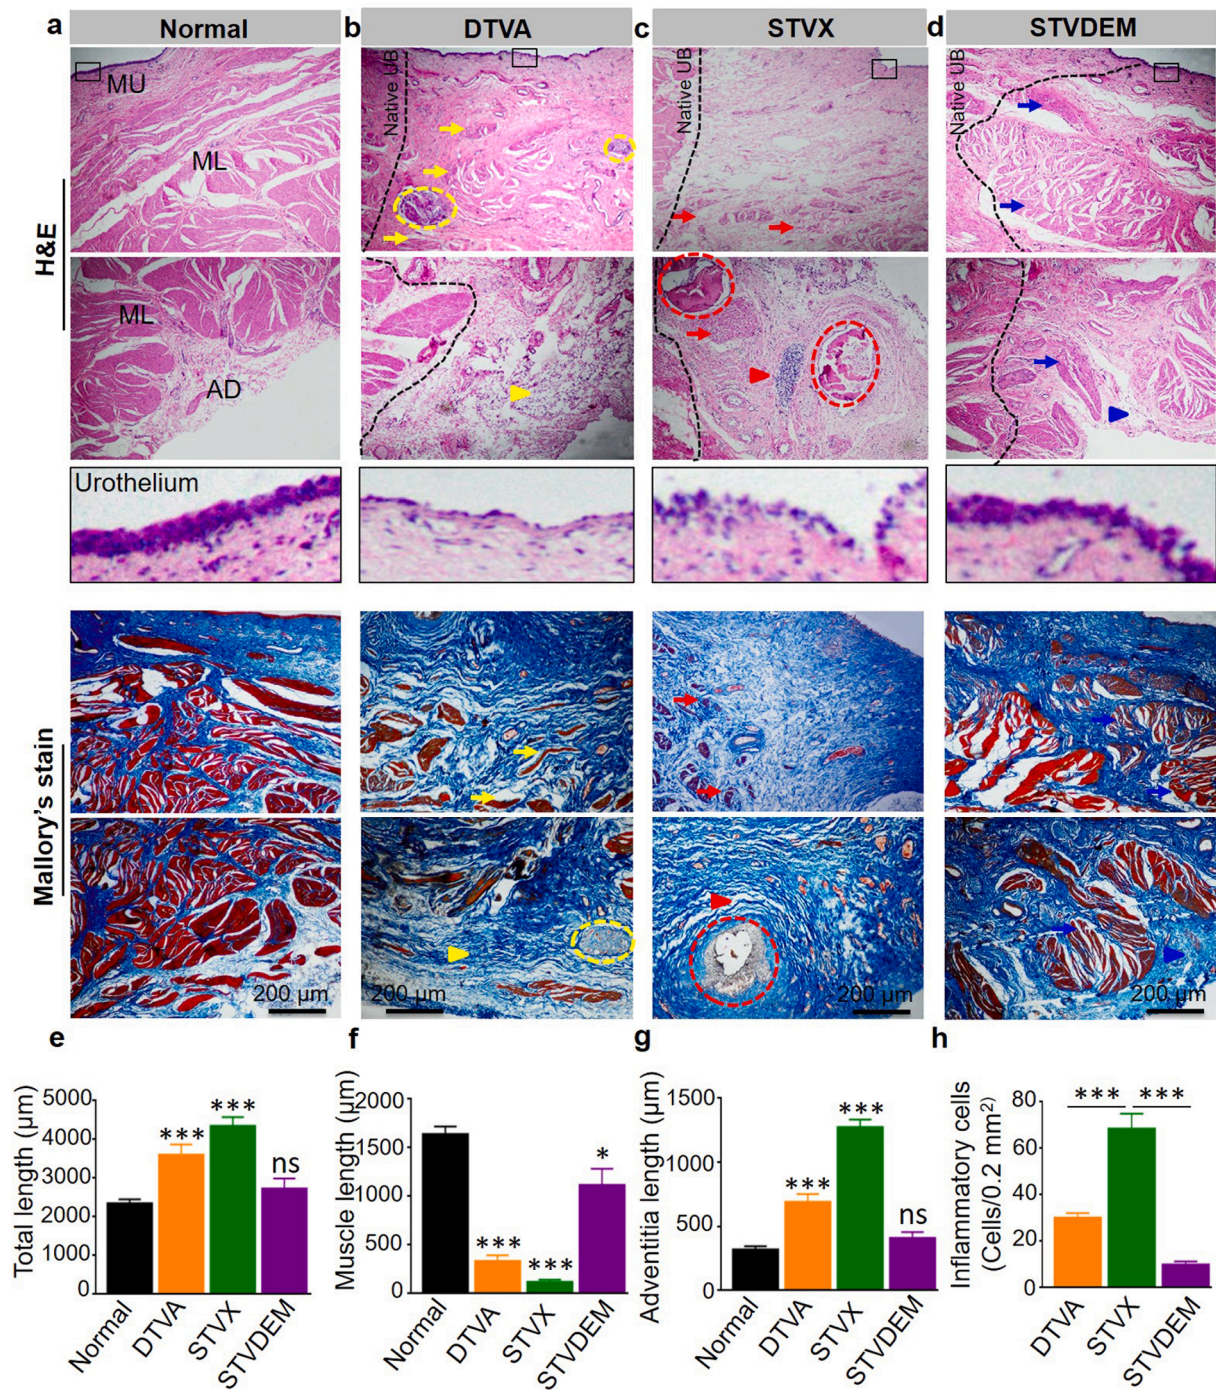 a Normal b DTVA c STVX d STVDEM
H&E
MU
ML
Native UB
Native UB
Native UB
ML
AD
Urothelium
Mallory's stain
200 µm 200 µm 200 µm 200 µm
e
Total length (µm)
5000
4000
3000
2000
1000
0
***
***
ns
Normal
DTVA
STVX
STVDEM
f
Muscle length (µm)
2000
1500
1000
500
0
***
***
*
Normal
DTVA
STVX
STVDEM
g
Adventitia length (µm)
1500
1000
500
0
***
***
ns
Normal
DTVA
STVX
STVDEM
h
Inflammatory cells
(Cells/0.2 mm²)
80
60
40
20
0
*** ***
DTVA
STVX
STVDEM